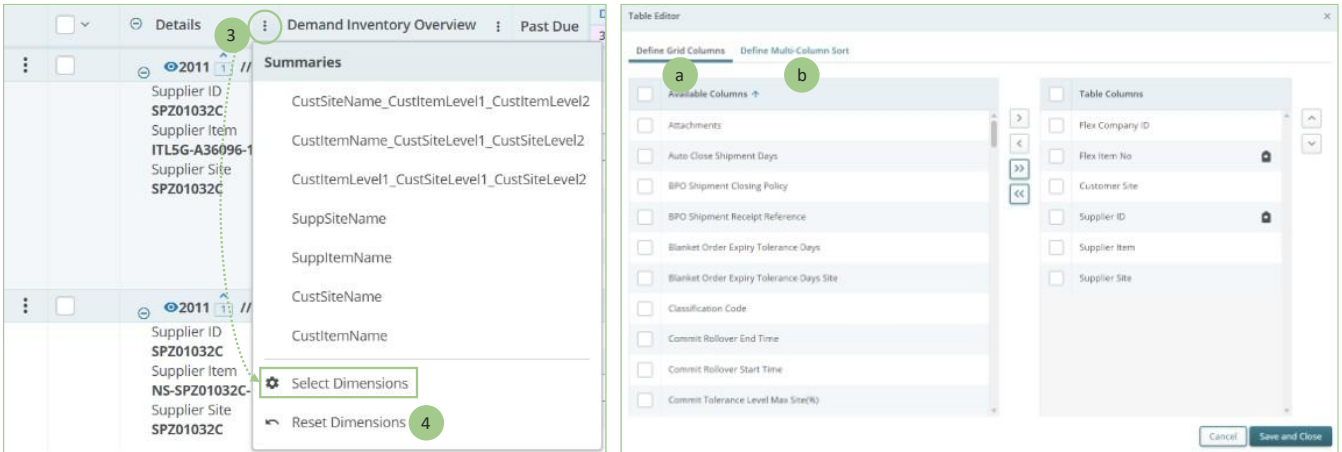 Details
3
Demand Inventory Overview
Past Due
D
3
2011 1 //
Supplier ID
SPZ01032C
Supplier Item
ITL5G-A36096-1
Supplier Site
SPZ01032C
2011 1 //
Supplier ID
SPZ01032C
Supplier Item
NS-SPZ01032C-
Supplier Site
SPZ01032C
Summaries
CustSiteName_CustItemLevel1_CustItemLevel2
CustItemName_CustSiteLevel1_CustSiteLevel2
CustItemLevel1_CustSiteLevel1_CustSiteLevel2
SuppSiteName
SuppItemName
CustSiteName
CustItemName
Select Dimensions
Reset Dimensions 4
Table Editor
Define Grid Columns Define Multi-Column Sort
a b
Available Columns
Attachments
Auto Close Shipment Days
BPO Shipment Closing Policy
BPO Shipment Receipt Reference
Blanket Order Expiry Tolerance Days
Blanket Order Expiry Tolerance Days Site
Classification Code
Commit Rollover End Time
Commit Rollover Start Time
Commit Tolerance Level Max Site(%)
Table Columns
Flex Company ID
Flex Item No
Customer Site
Supplier ID
Supplier Item
Supplier Site
Cancel Save and Close